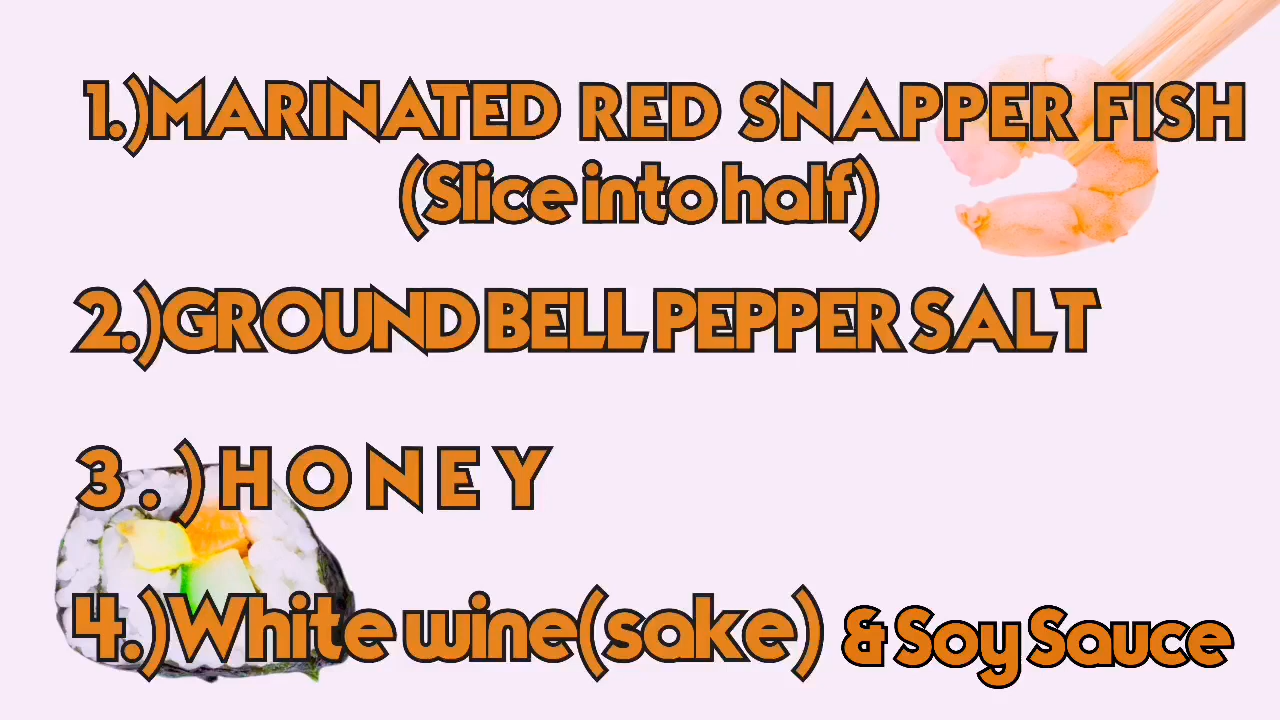 1.)MARINATED RED SNAPPER FISH
(Slice into half)
2.)GROUND BELL PEPPER SALT
3.)HONEY
4.)White wine(sake) & Soy Sauce